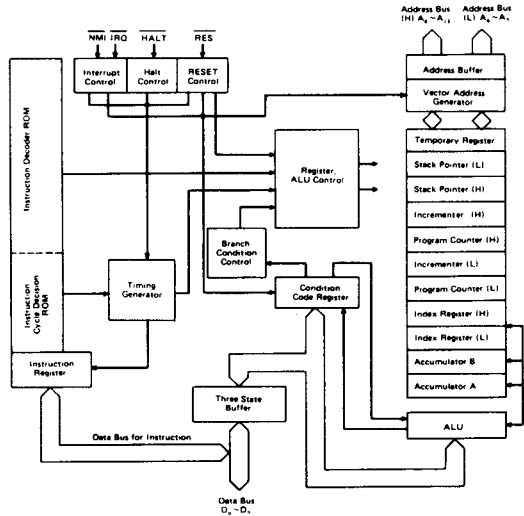 Address Bus
(H) A₈~A₁₅
Address Bus
(L) A₀~A₇
NMI IRQ HALT RES
Interrupt
Control
Halt
Control
RESET
Control
Address Buffer
Vector Address
Generator
Instruction Decoder ROM
Instruction
Cycle Decision
ROM
Instruction
Register
Timing
Generator
Register,
ALU Control
Branch
Condition
Control
Condition
Code Register
Temporary Register
Stack Pointer (L)
Stack Pointer (H)
Incrementer (H)
Program Counter (H)
Incrementer (L)
Program Counter (L)
Index Register (H)
Index Register (L)
Accumulator B
Accumulator A
ALU
Three State
Buffer
Data Bus for Instruction
Data Bus
D₀~D₇